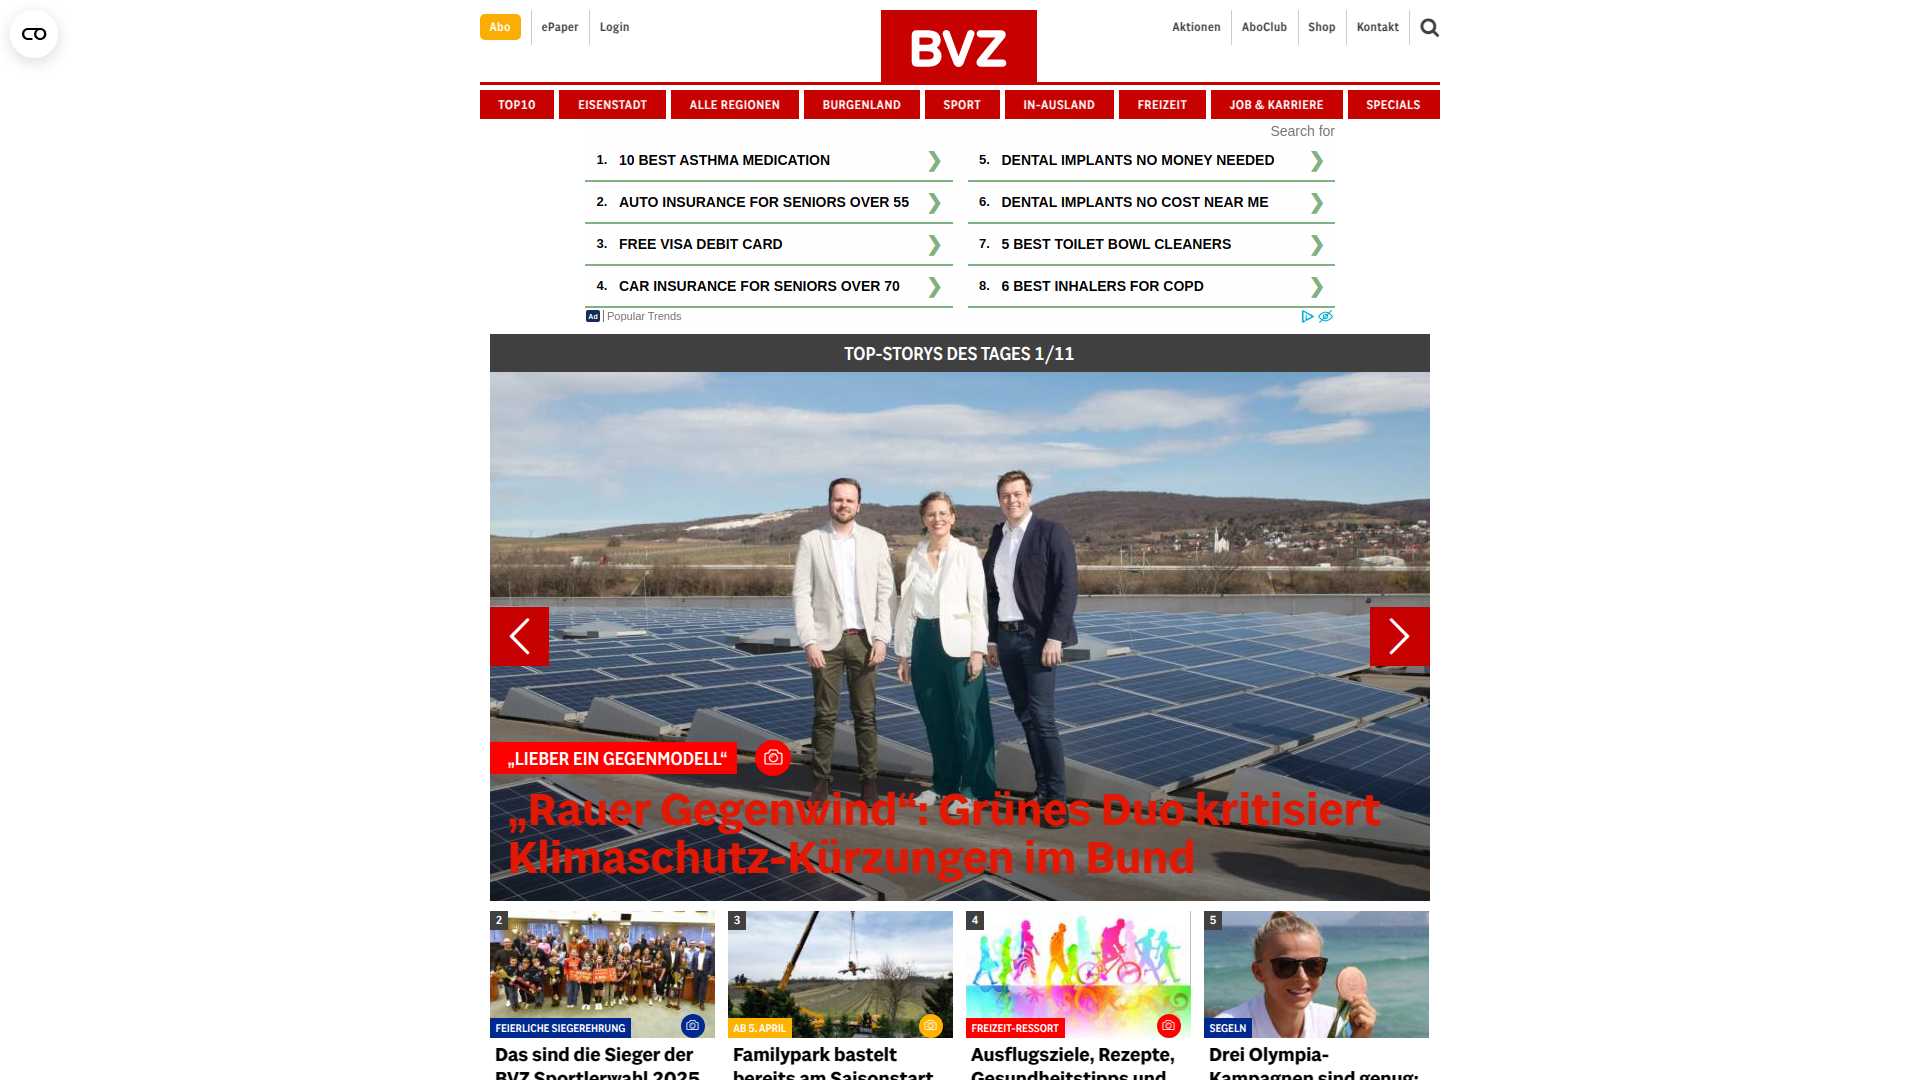 Abo
ePaper
Login
BVZ
Aktionen
AboClub
Shop
Kontakt
TOP10
EISENSTADT
ALLE REGIONEN
BURGENLAND
SPORT
IN-AUSLAND
FREIZEIT
JOB & KARRIERE
SPECIALS
Search for
1. 10 BEST ASTHMA MEDICATION
2. AUTO INSURANCE FOR SENIORS OVER 55
3. FREE VISA DEBIT CARD
4. CAR INSURANCE FOR SENIORS OVER 70
5. DENTAL IMPLANTS NO MONEY NEEDED
6. DENTAL IMPLANTS NO COST NEAR ME
7. 5 BEST TOILET BOWL CLEANERS
8. 6 BEST INHALERS FOR COPD
Ad Popular Trends
TOP-STORYS DES TAGES 1/11
„LIEBER EIN GEGENMODELL“
„Rauer Gegenwind“: Grünes Duo kritisiert
Klimaschutz-Kürzungen im Bund
2
FEIERLICHE SIEGEREHRUNG
Das sind die Sieger der
BVZ Sportlerwahl 2025
3
AB 5. APRIL
Familypark bastelt
bereits am Saisonstart
4
FREIZEIT-RESSORT
Ausflugsziele, Rezepte,
Gesundheitstipps und
5
SEGELN
Drei Olympia-
Kampagnen sind genug: